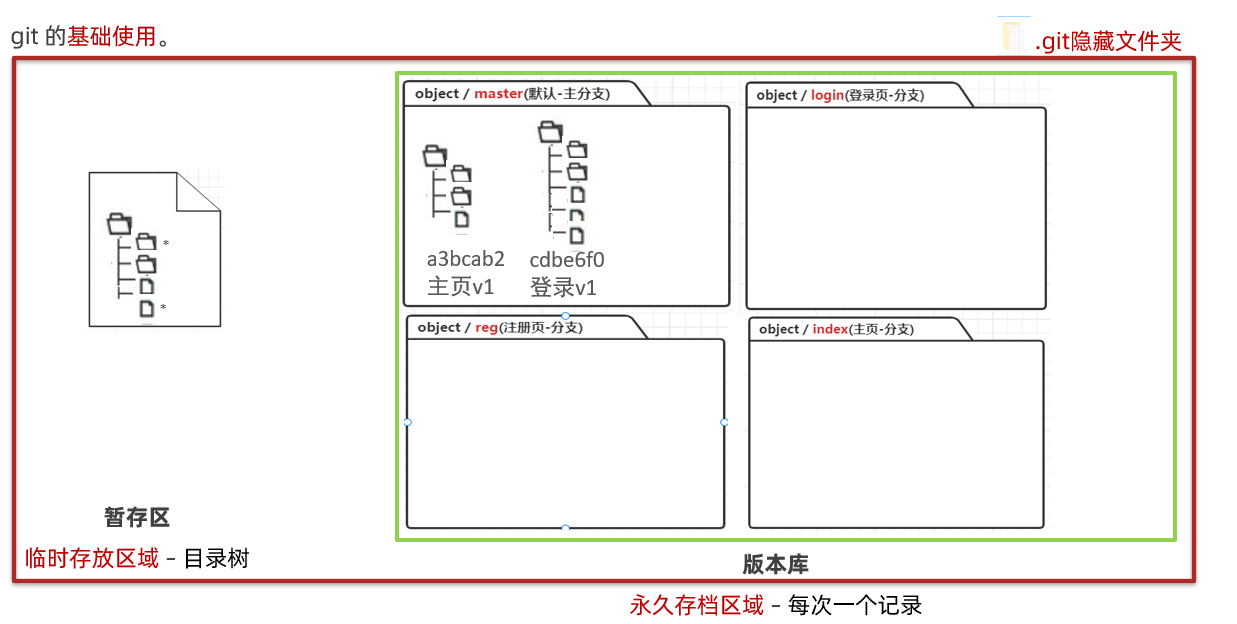 git 的基础使用。
.git隐藏文件夹
object / master(默认-主分支)
a3bcab2
主页v1
cdbe6f0
登录v1
object / login(登录页-分支)
*
*
object / reg(注册页-分支)
object / index(主页-分支)
暂存区
临时存放区域 – 目录树
版本库
永久存档区域 – 每次一个记录